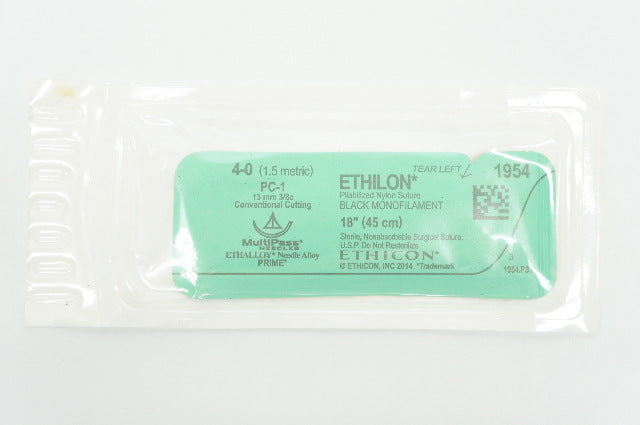 4-0 (1.5 metric)
PC-1
13 mm 3/8c
Conventional Cutting
MultiPass*
NEEDLES
ETHALLOY* Needle Alloy
PRIME*
TEAR LEFT
ETHILON*
Pliabilized Nylon Suture
BLACK MONOFILAMENT
18" (45 cm)
Sterile, Nonabsorbable Surgical Suture...
U.S.P. Do Not Resterilize
ETHICON*
© ETHICON, INC 2014 *Trademark
1954
3
1954.P3